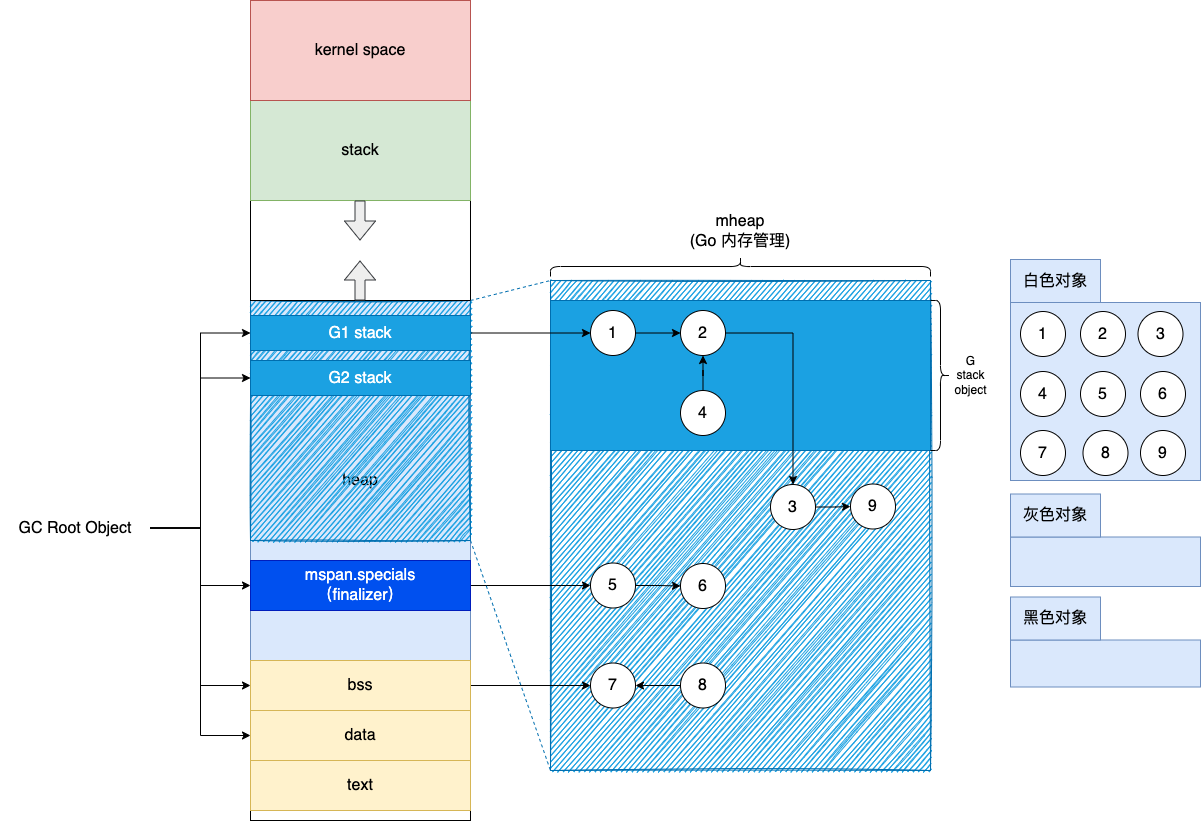 kernel space
stack
G1 stack
G2 stack
heap
GC Root Object
mspan.specials
(finalizer)
bss
data
text
mheap
(Go 内存管理)
1
2
4
3
9
5
6
7
8
G
stack
object
白色对象
1
2
3
4
5
6
7
8
9
灰色对象
黑色对象